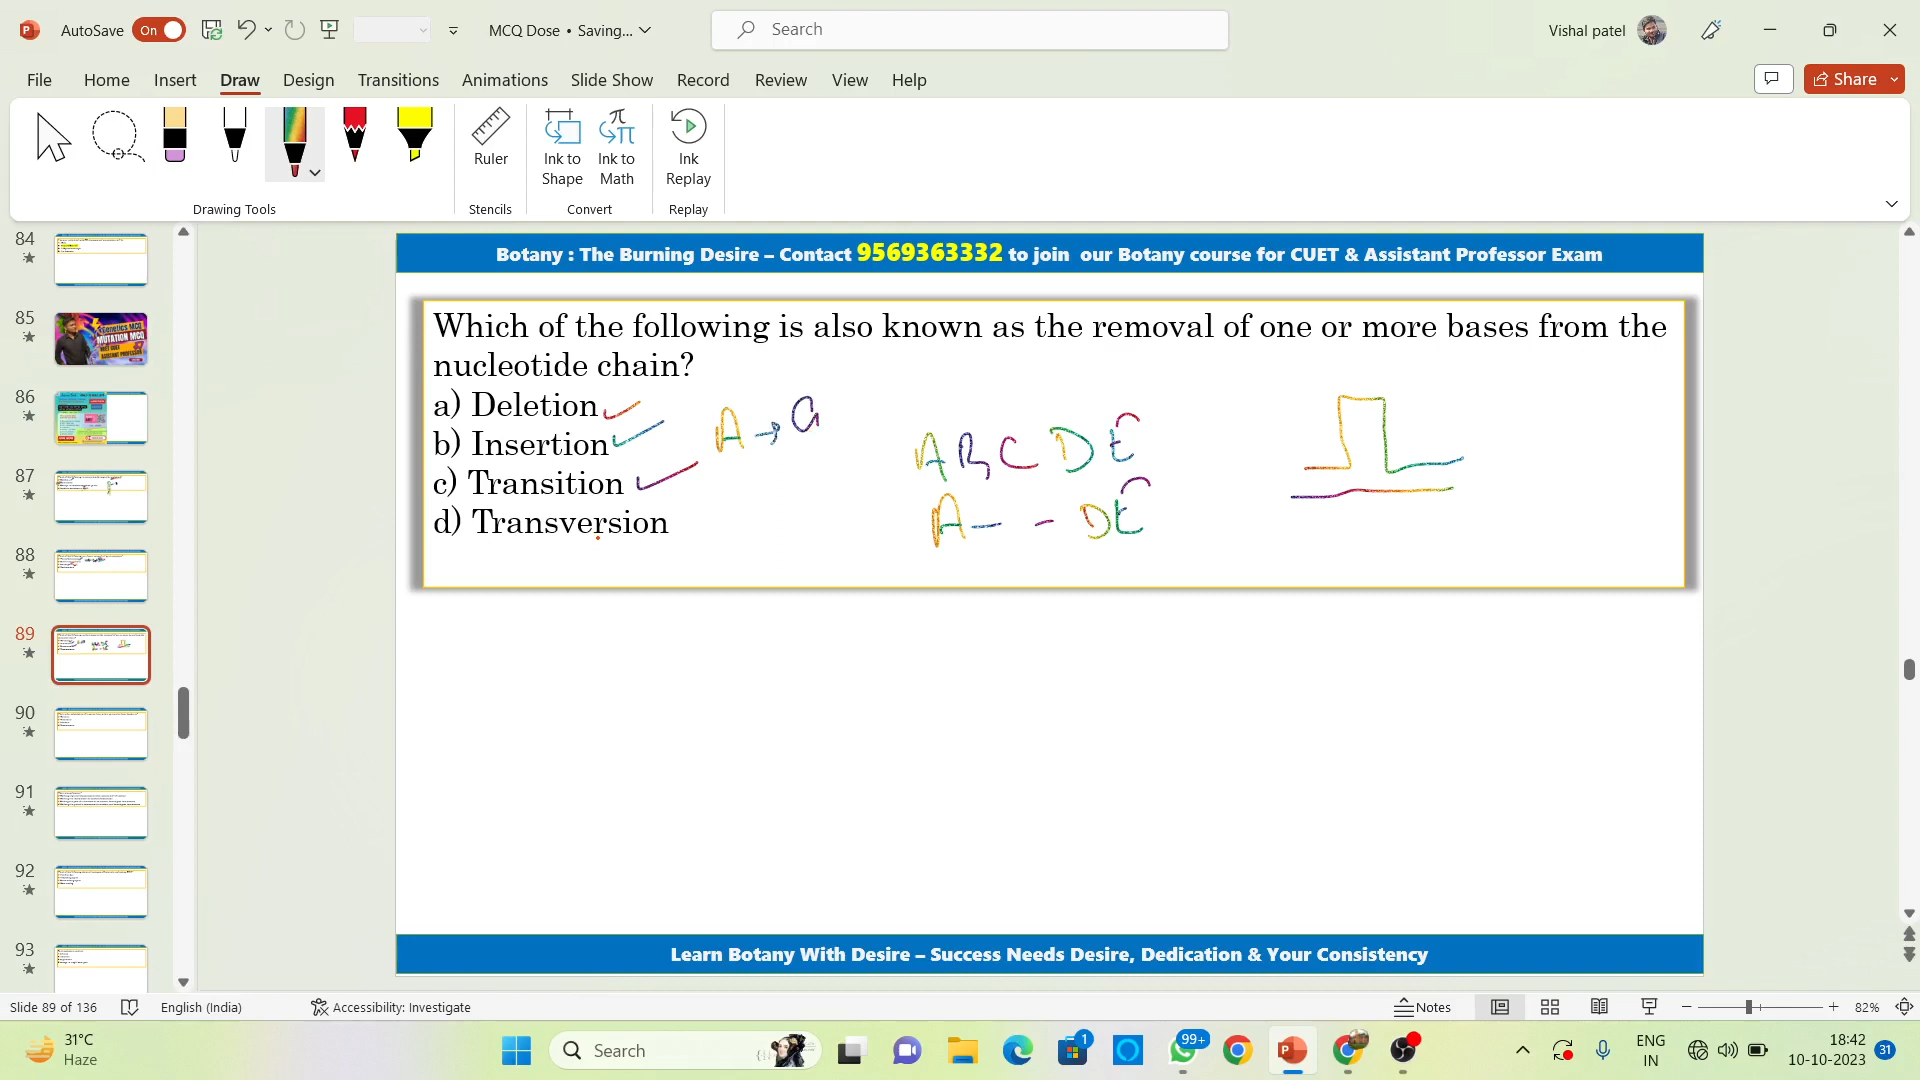 AutoSave On MCQ Dose • Saving... Search Vishal patel
File Home Insert Draw Design Transitions Animations Slide Show Record Review View Help Share
Ruler Ink to Shape Ink to Math Ink Replay
Drawing Tools Stencils Convert Replay
84
85
Genetics MCQ
MUTATION MCQ
86
87
88
89
90
91
92
93
Botany : The Burning Desire – Contact 9569363332 to join our Botany course for CUET & Assistant Professor Exam
Which of the following is also known as the removal of one or more bases from the
nucleotide chain?
a) Deletion
b) Insertion
c) Transition
d) Transversion
A → G
A B C D E
A - - D E
Learn Botany With Desire – Success Needs Desire, Dedication & Your Consistency
Slide 89 of 136 English (India) Accessibility: Investigate Notes 82%
31°C
Haze
Search
1
99+
ENG
IN
18:42
10-10-2023
31